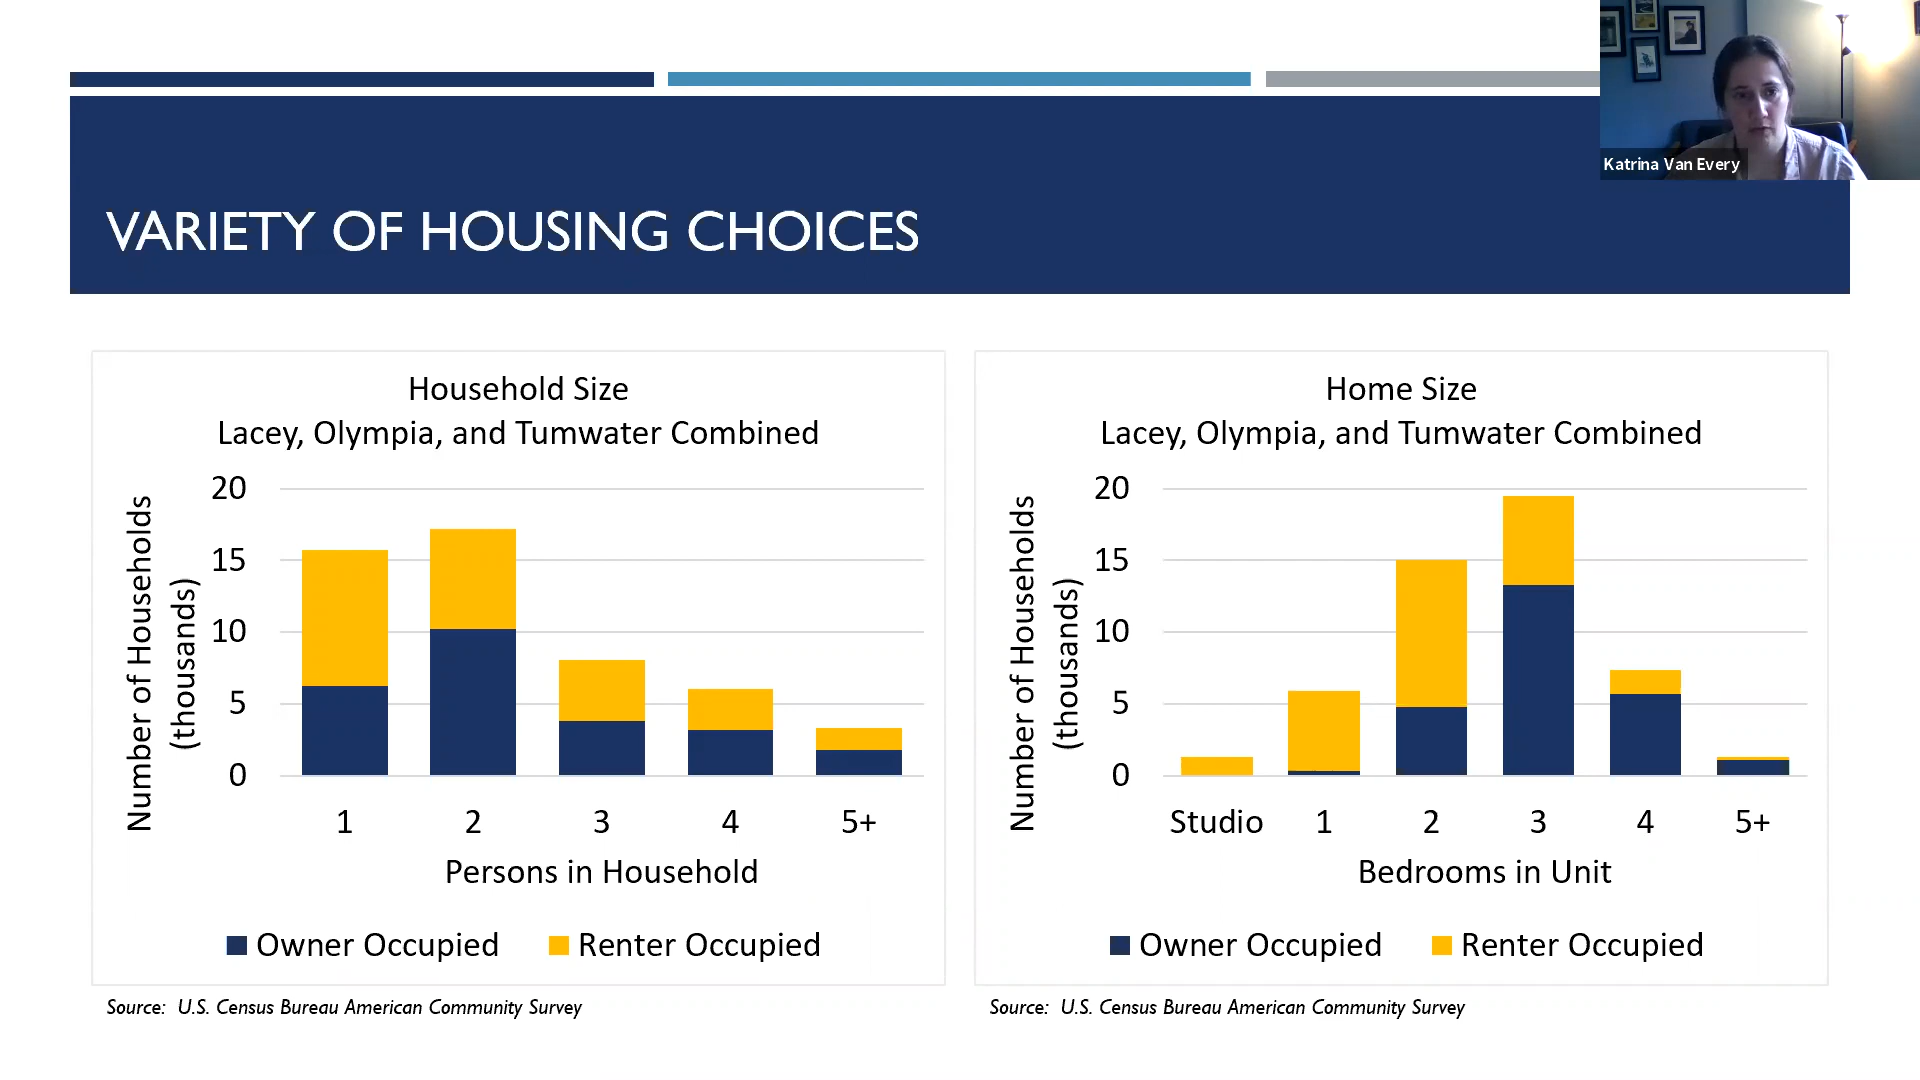 Katrina Van Every
VARIETY OF HOUSING CHOICES
Household Size
Lacey, Olympia, and Tumwater Combined
Number of Households
(thousands)
20
15
10
5
0
1 2 3 4 5+
Persons in Household
Owner Occupied Renter Occupied
Source: U.S. Census Bureau American Community Survey
Home Size
Lacey, Olympia, and Tumwater Combined
Number of Households
(thousands)
20
15
10
5
0
Studio 1 2 3 4 5+
Bedrooms in Unit
Owner Occupied Renter Occupied
Source: U.S. Census Bureau American Community Survey